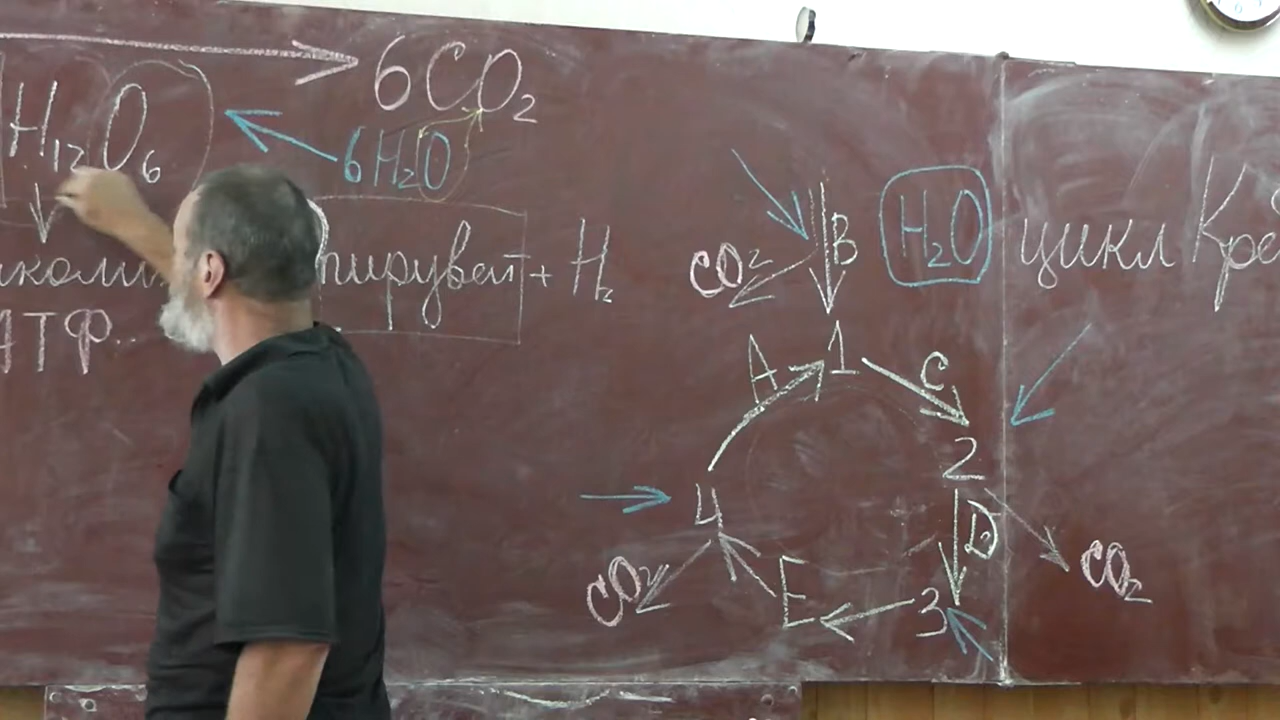 6CO₂
H₁₂O₆
6H₂O
пируват + H₂
АТФ
CO₂
B
H₂O
цикл Кре
A
1
C
2
4
D
CO₂
CO₂
E
3